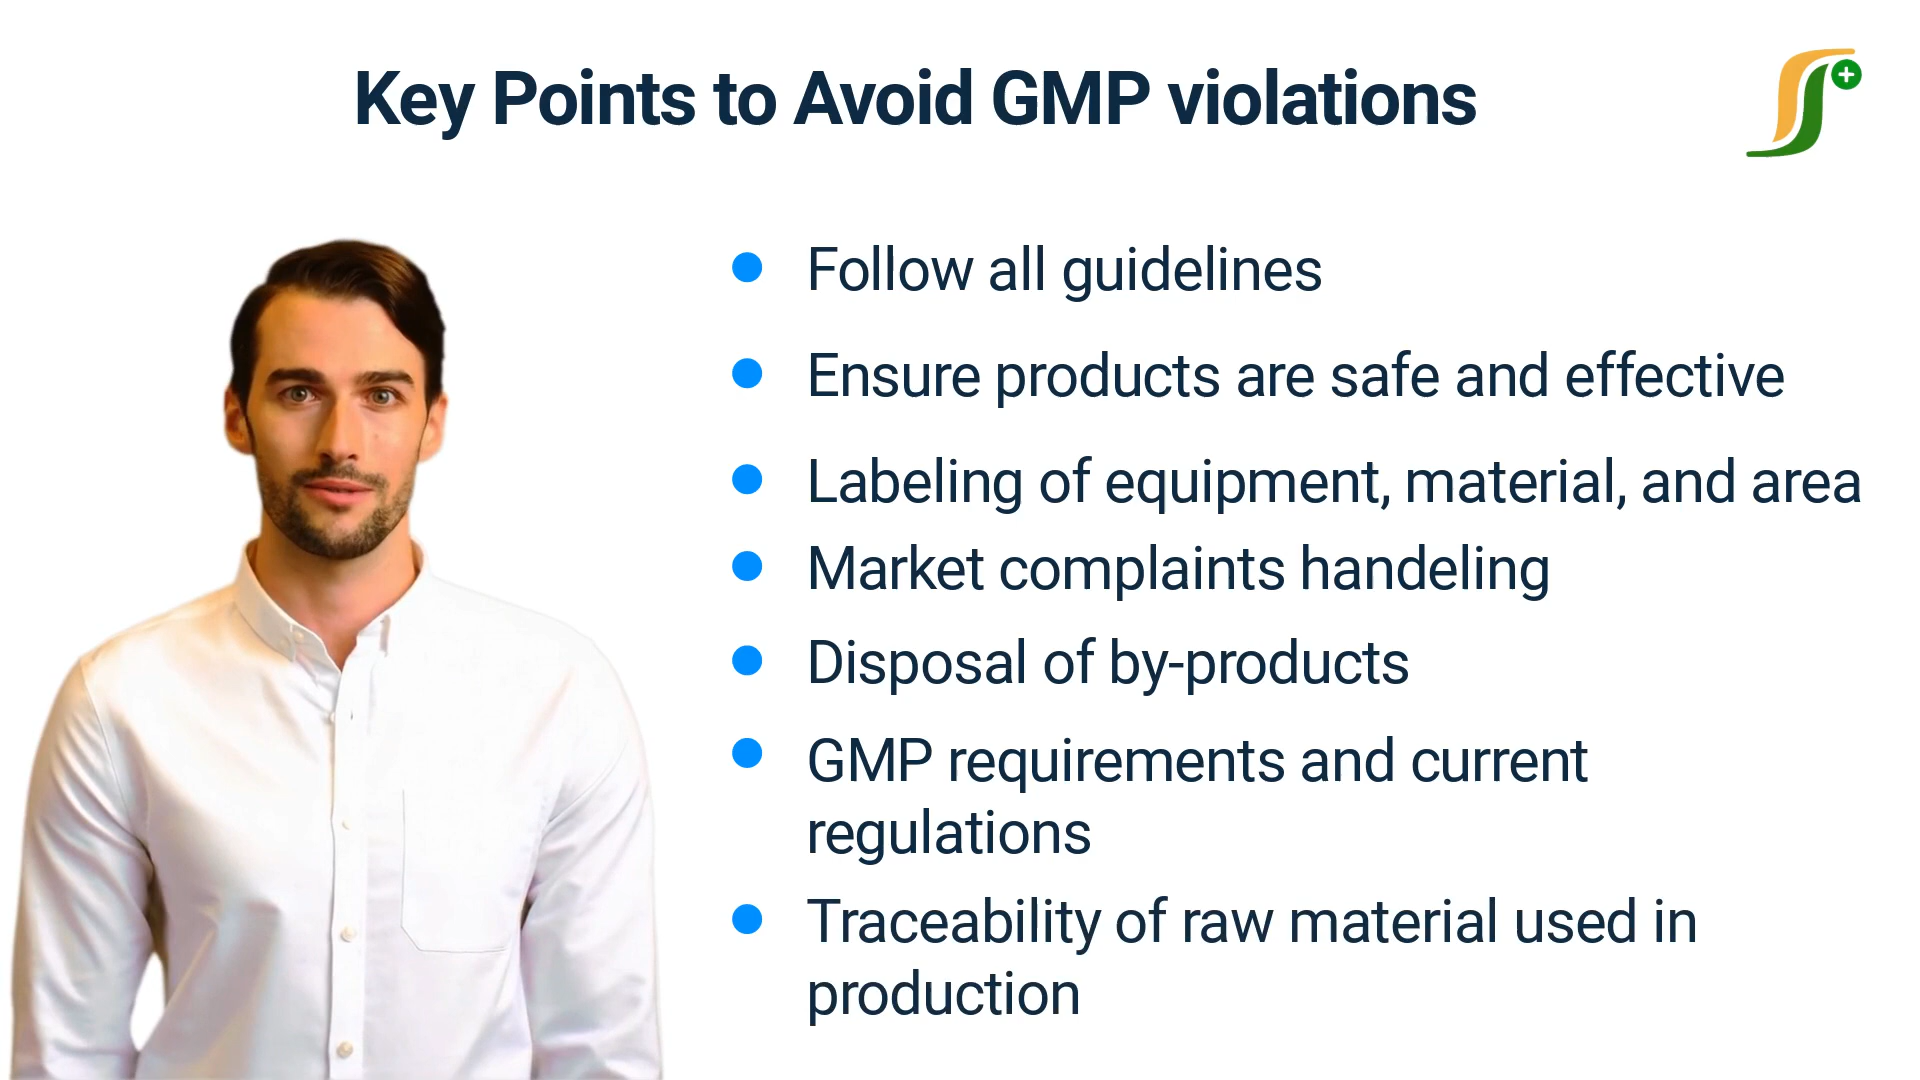 Key Points to Avoid GMP violations
Follow all guidelines
Ensure products are safe and effective
Labeling of equipment, material, and area
Market complaints handeling
Disposal of by-products
GMP requirements and current
regulations
Traceability of raw material used in
production